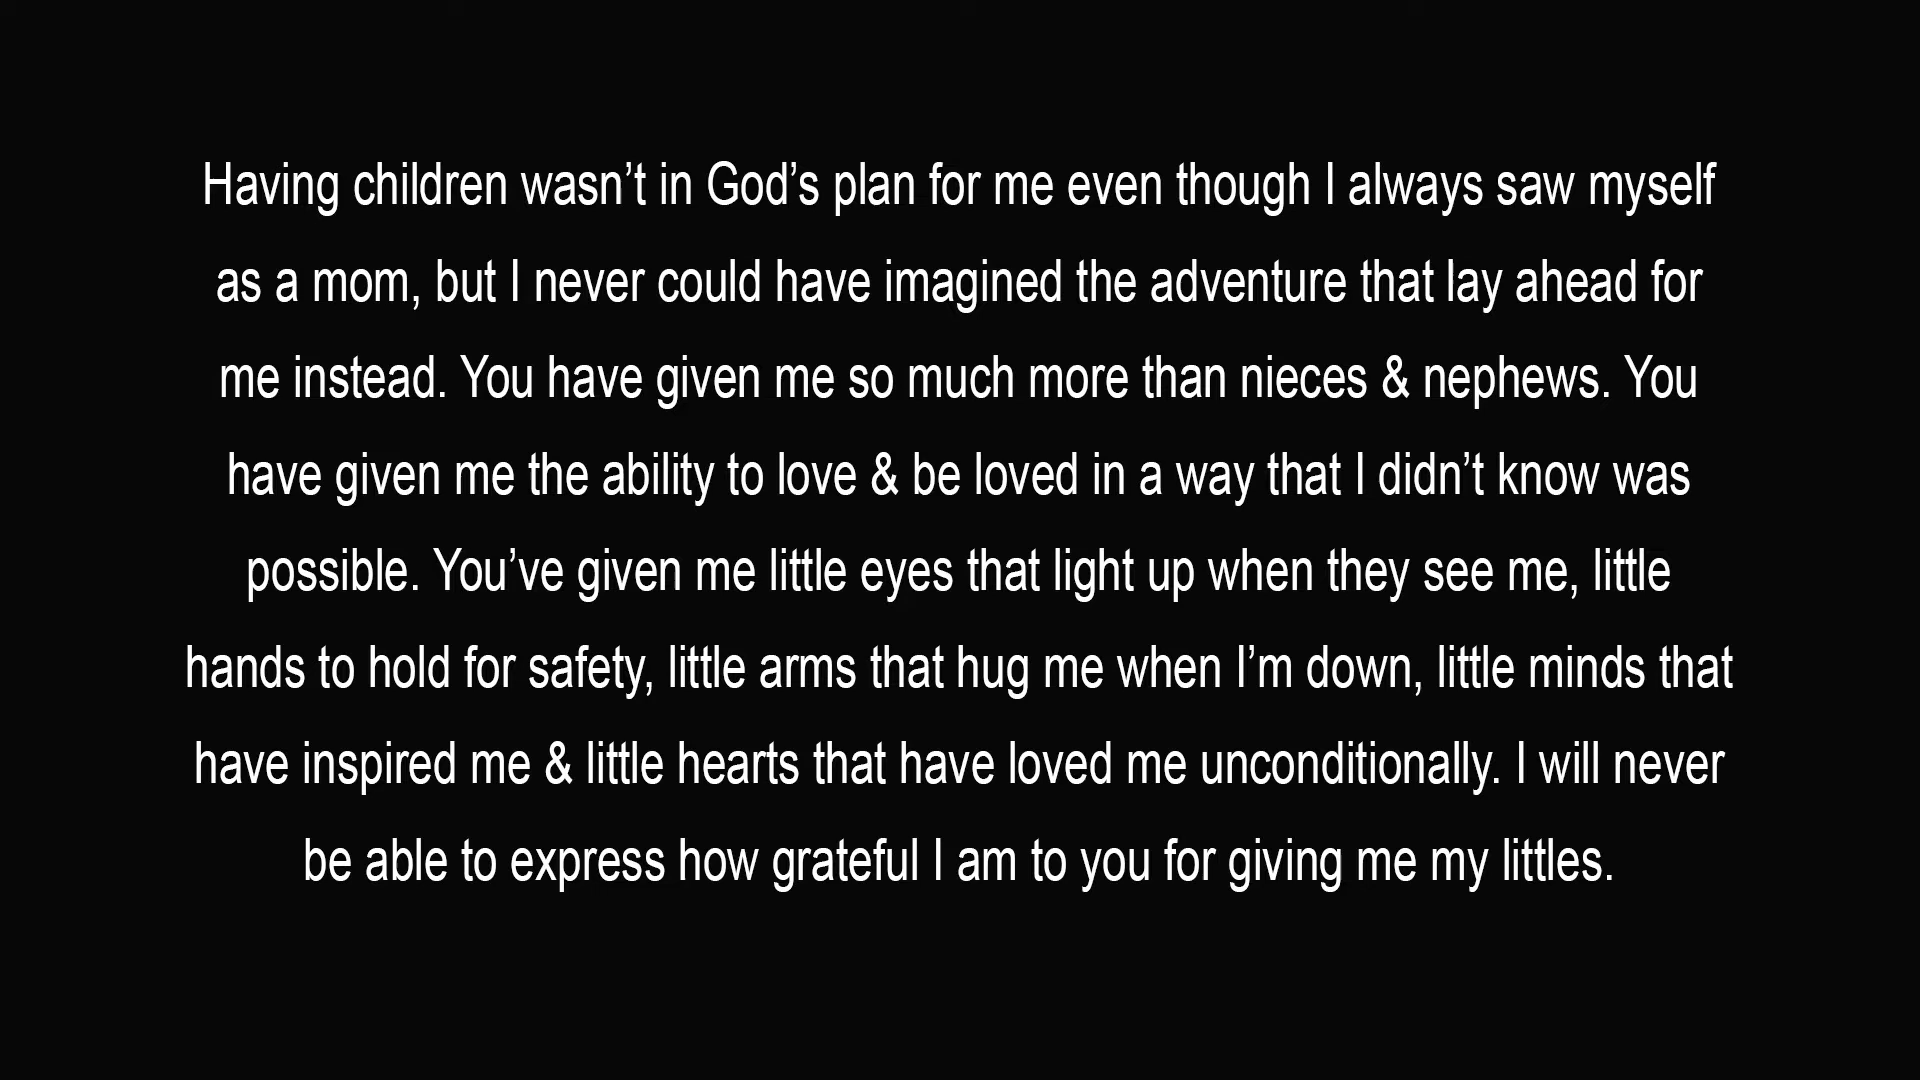 Having children wasn’t in God’s plan for me even though I always saw myself
as a mom, but I never could have imagined the adventure that lay ahead for
me instead. You have given me so much more than nieces & nephews. You
have given me the ability to love & be loved in a way that I didn’t know was
possible. You’ve given me little eyes that light up when they see me, little
hands to hold for safety, little arms that hug me when I’m down, little minds that
have inspired me & little hearts that have loved me unconditionally. I will never
be able to express how grateful I am to you for giving me my littles.